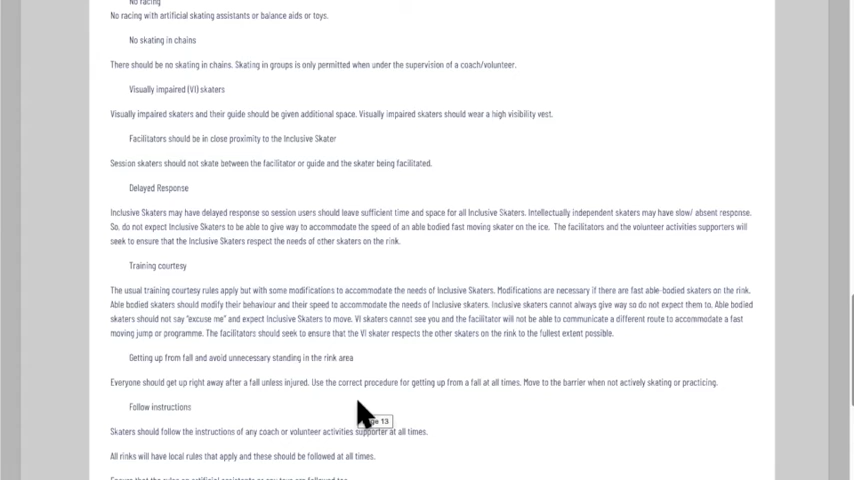 No racing
No racing with artificial skating assistants or balance aids or toys.
No skating in chains
There should be no skating in chains. Skating in groups is only permitted when under the supervision of a coach/volunteer.
Visually impaired (VI) skaters
Visually impaired skaters and their guide should be given additional space. Visually impaired skaters should wear a high visibility vest.
Facilitators should be in close proximity to the Inclusive Skater
Session skaters should not skate between the facilitator or guide and the skater being facilitated.
Delayed Response
Inclusive Skaters may have delayed response so session users should leave sufficient time and space for all Inclusive Skaters. Intellectually independent skaters may have slow/ absent response.
So, do not expect Inclusive Skaters to be able to give way to accommodate the speed of an able bodied fast moving skater on the ice. The facilitators and the volunteer activities supporters will
seek to ensure that the Inclusive Skaters respect the needs of other skaters on the rink.
Training courtesy
The usual training courtesy rules apply but with some modifications to accommodate the needs of Inclusive Skaters. Modifications are necessary if there are fast able-bodied skaters on the rink.
Able bodied skaters should modify their behaviour and their speed to accommodate the needs of Inclusive skaters. Inclusive skaters cannot always give way so do not expect them to. Able bodied
skaters should not say "excuse me" and expect Inclusive Skaters to move. VI skaters cannot see you and the facilitator will not be able to communicate a different route to accommodate a fast
moving jump or programme. The facilitators should seek to ensure that the VI skater respects the other skaters on the rink to the fullest extent possible.
Getting up from fall and avoid unnecessary standing in the rink area
Everyone should get up right away after a fall unless injured. Use the correct procedure for getting up from a fall at all times. Move to the barrier when not actively skating or practicing.
Follow instructions
13
Skaters should follow the instructions of any coach or volunteer activities supporter at all times.
All rinks will have local rules that apply and these should be followed at all times.
Ensure that the rules on artificial assistants or any toys are followed too.